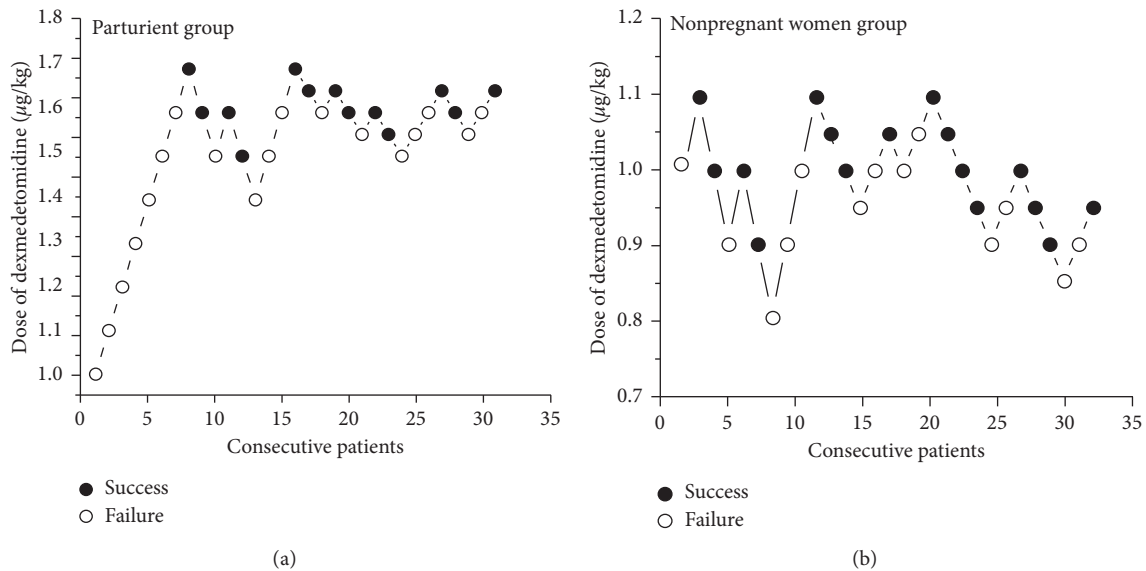 Parturient group
Dose of dexmedetomidine (μg/kg)
1.8
1.7
1.6
1.5
1.4
1.3
1.2
1.1
1.0
0 5 10 15 20 25 30 35
Consecutive patients
Success
Failure
(a)
Nonpregnant women group
Dose of dexmedetomidine (μg/kg)
1.2
1.1
1.0
0.9
0.8
0.7
0 5 10 15 20 25 30 35
Consecutive patients
Success
Failure
(b)